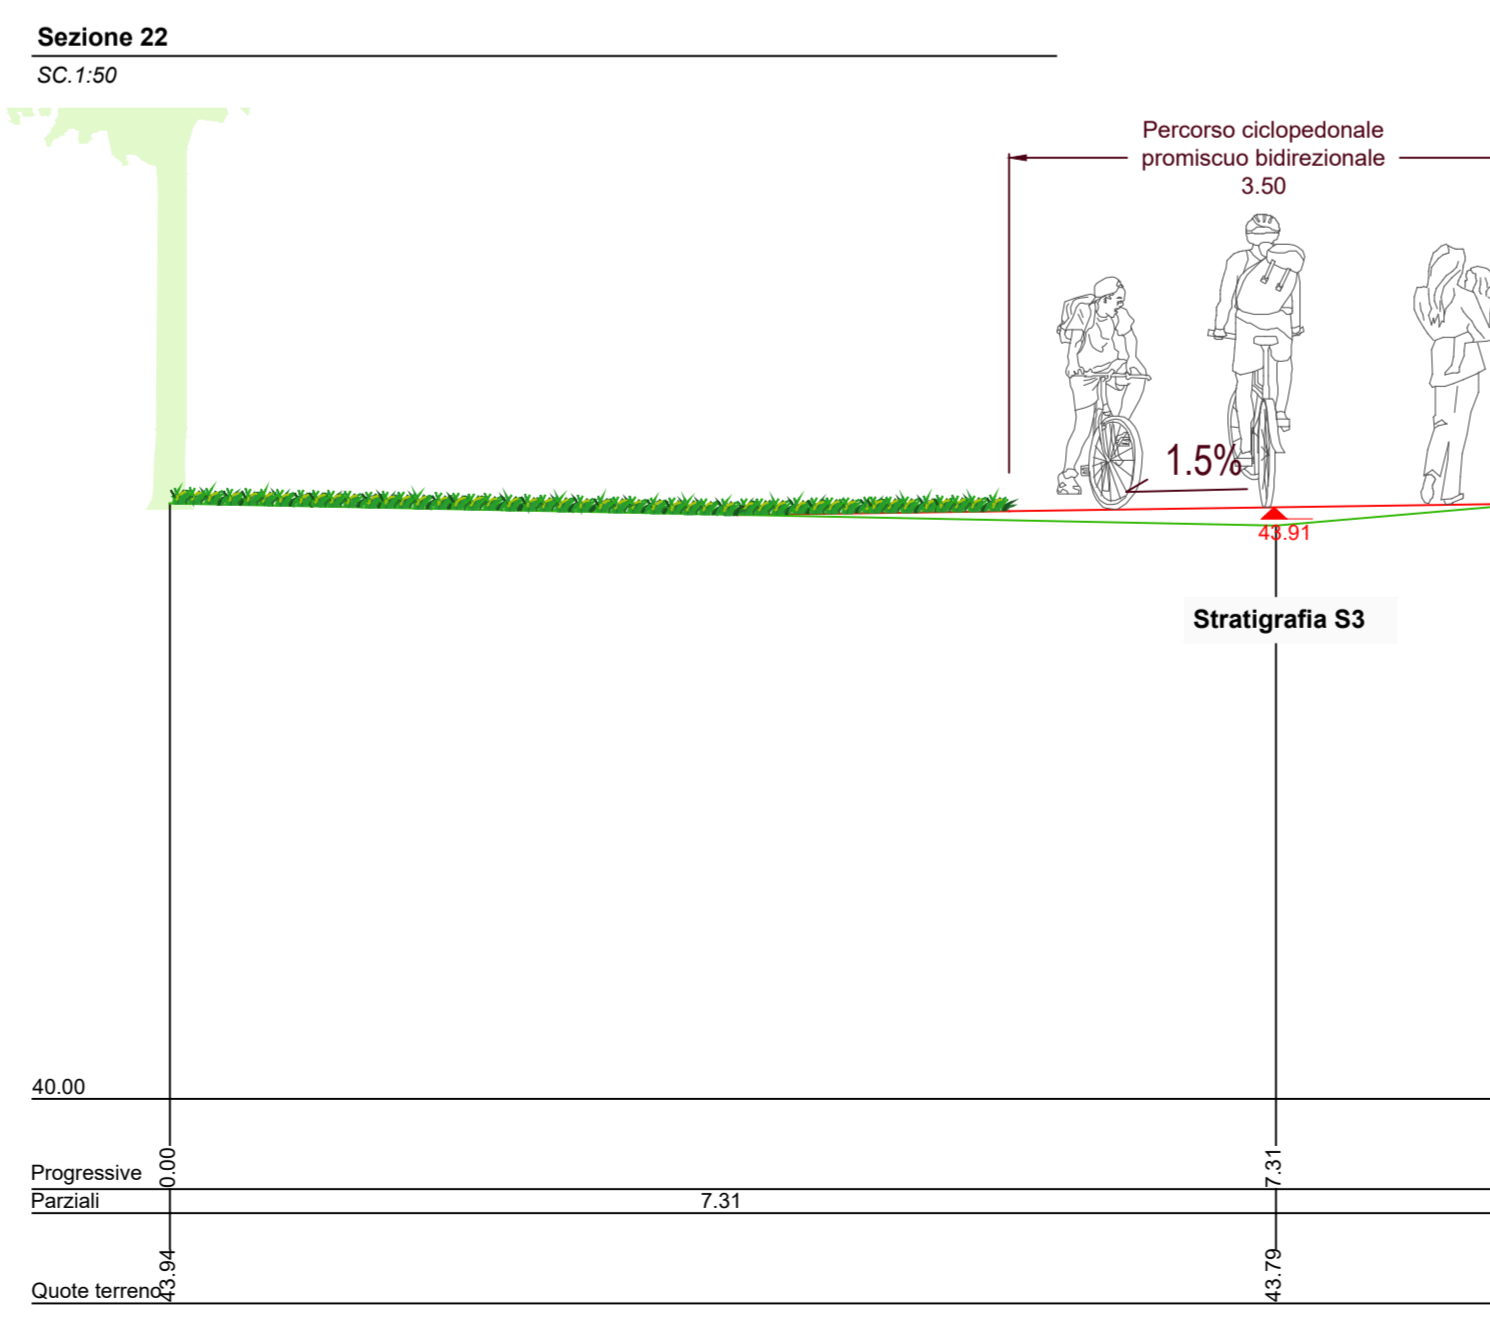 Sezione 22
SC.1:50
Percorso ciclopedonale
promiscuo bidirezionale
3.50
1.5%
43.91
Stratigrafia S3
40.00
Progressive 0.00 7.31
Parziali 7.31
Quote terreno 43.94 43.79